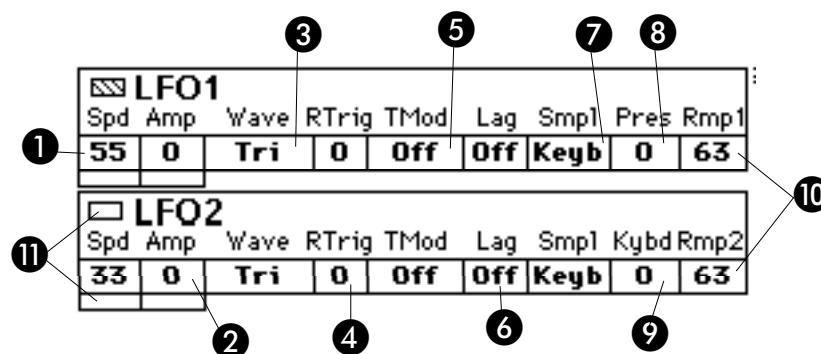 3 5 7 8
LFO1
Spd Amp Wave RTrig TMod Lag Smpl Pres Rmp1
1 55 0 Tri 0 Off Off Keyb 0 63
10
LFO2
11 Spd Amp Wave RTrig TMod Lag Smpl Kybd Rmp2
33 0 Tri 0 Off Off Keyb 0 63
2 4 6 9